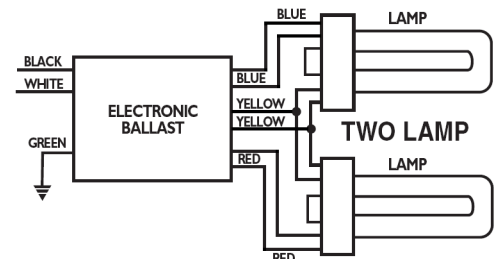 BLUE
LAMP
BLACK
WHITE
BLUE
YELLOW
ELECTRONIC
BALLAST
YELLOW
TWO LAMP
GREEN
RED
LAMP
RED